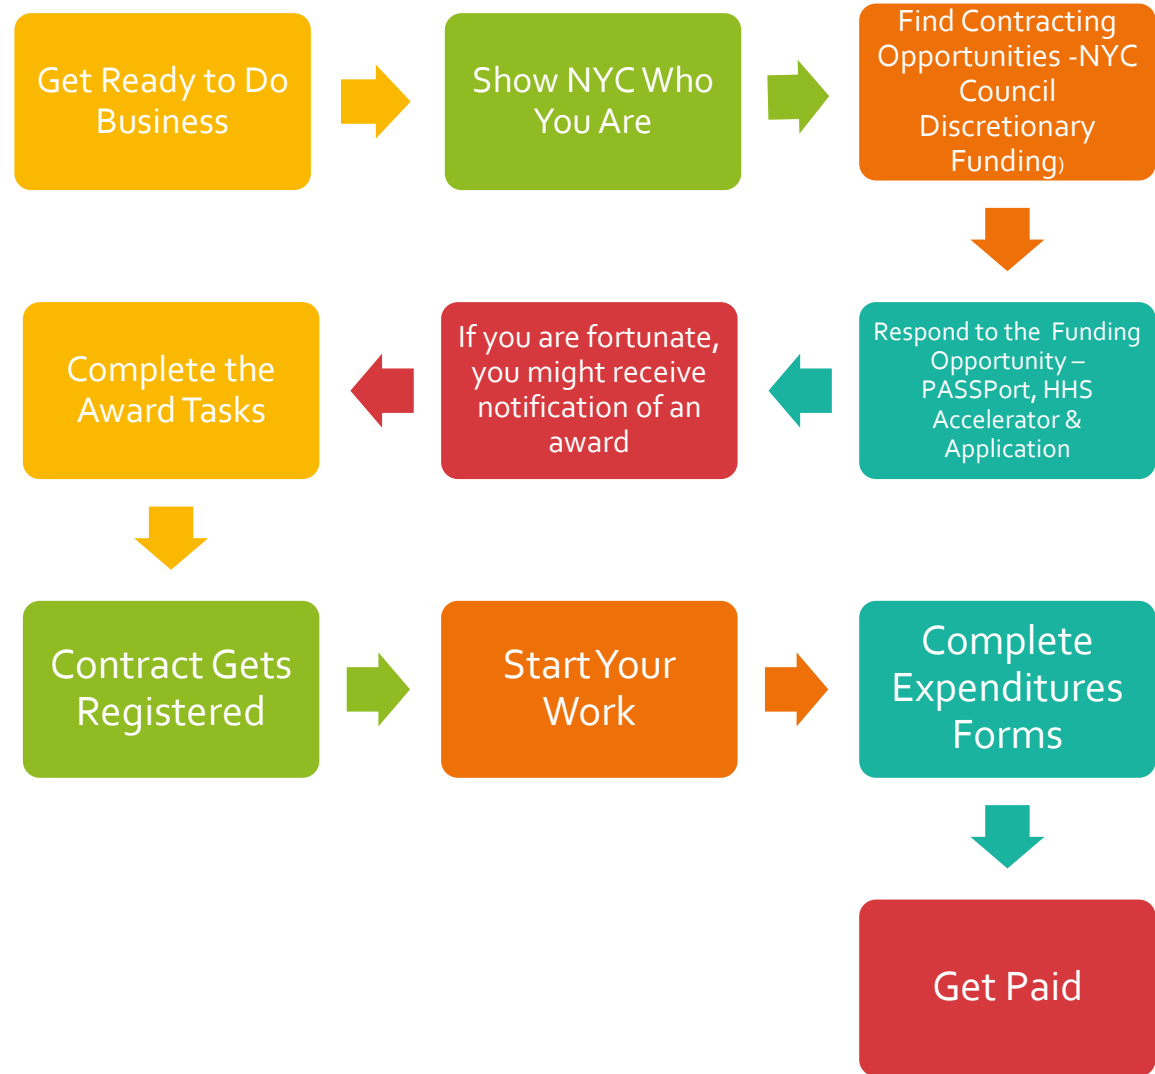 Get Ready to Do
Business
Show NYC Who
You Are
Find Contracting
Opportunities -NYC
Council
Discretionary
Funding)
Respond to the Funding
Opportunity –
PASSPort, HHS
Accelerator &
Application
If you are fortunate,
you might receive
notification of an
award
Complete the
Award Tasks
Contract Gets
Registered
Start Your
Work
Complete
Expenditures
Forms
Get Paid